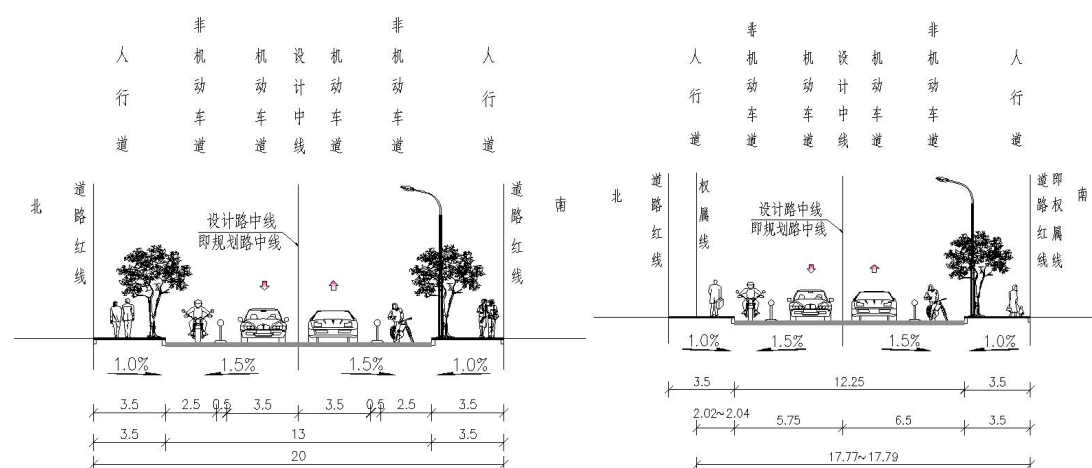 人行道
非机动车道
机动车道
设计中线
机动车道
非机动车道
人行道
北
道路红线
设计路中线
即规划路中线
道路红线
南
1.0%
1.5%
1.5%
1.0%
3.5
2.5
0.5
3.5
3.5
0.5
2.5
3.5
3.5
13
3.5
20
人行道
非机动车道
机动车道
设计中线
机动车道
非机动车道
人行道
北
道路红线
权属线
设计路中线
即规划路中线
道路红线
即权属线
南
1.0%
1.5%
1.5%
1.0%
3.5
12.25
3.5
2.02~2.04
5.75
6.5
3.5
17.77~17.79